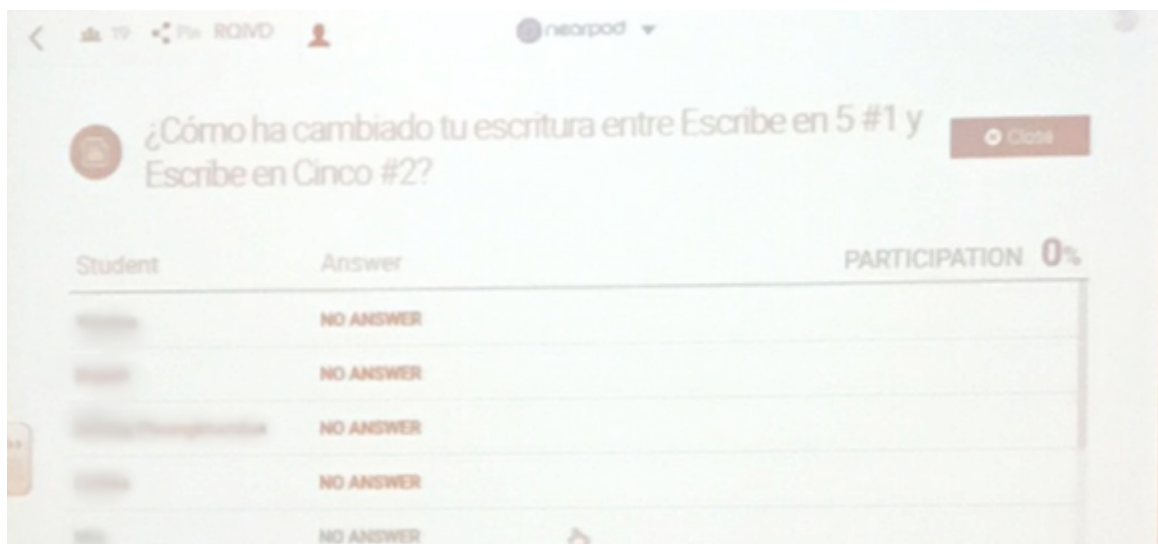 19 Pin RQIVD nearpod
¿Cómo ha cambiado tu escritura entre Escribe en 5 #1 y
Escribe en Cinco #2?
Close
Student Answer PARTICIPATION 0%
NO ANSWER
NO ANSWER
NO ANSWER
NO ANSWER
NO ANSWER